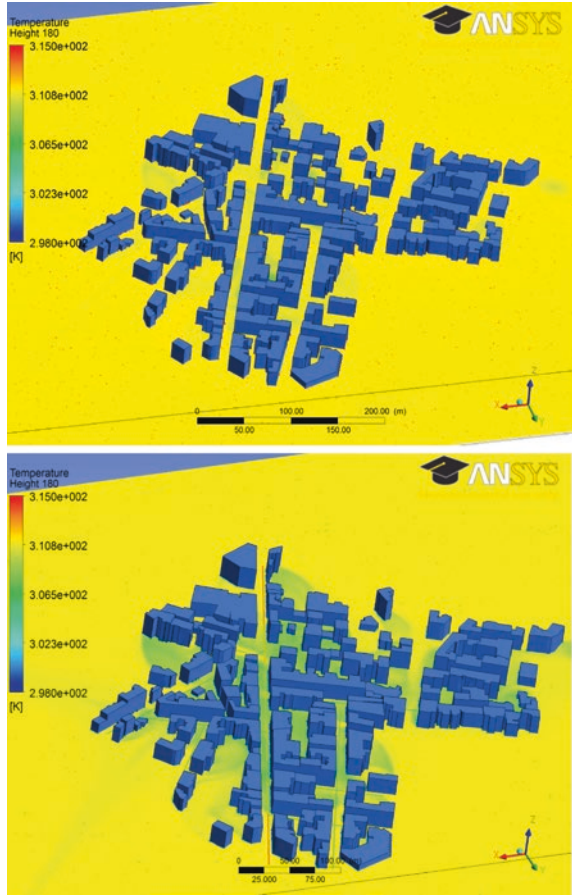 Temperature
Height 180
ANSYS
3.150e+002
3.108e+002
3.065e+002
3.023e+002
2.980e+002
[K]
Z
X
Y
0 100.00 200.00 (m)
50.00 150.00
Temperature
Height 180
ANSYS
3.150e+002
3.108e+002
3.065e+002
3.023e+002
2.980e+002
[K]
Z
X
Y
0 50.00
25.000 75.00